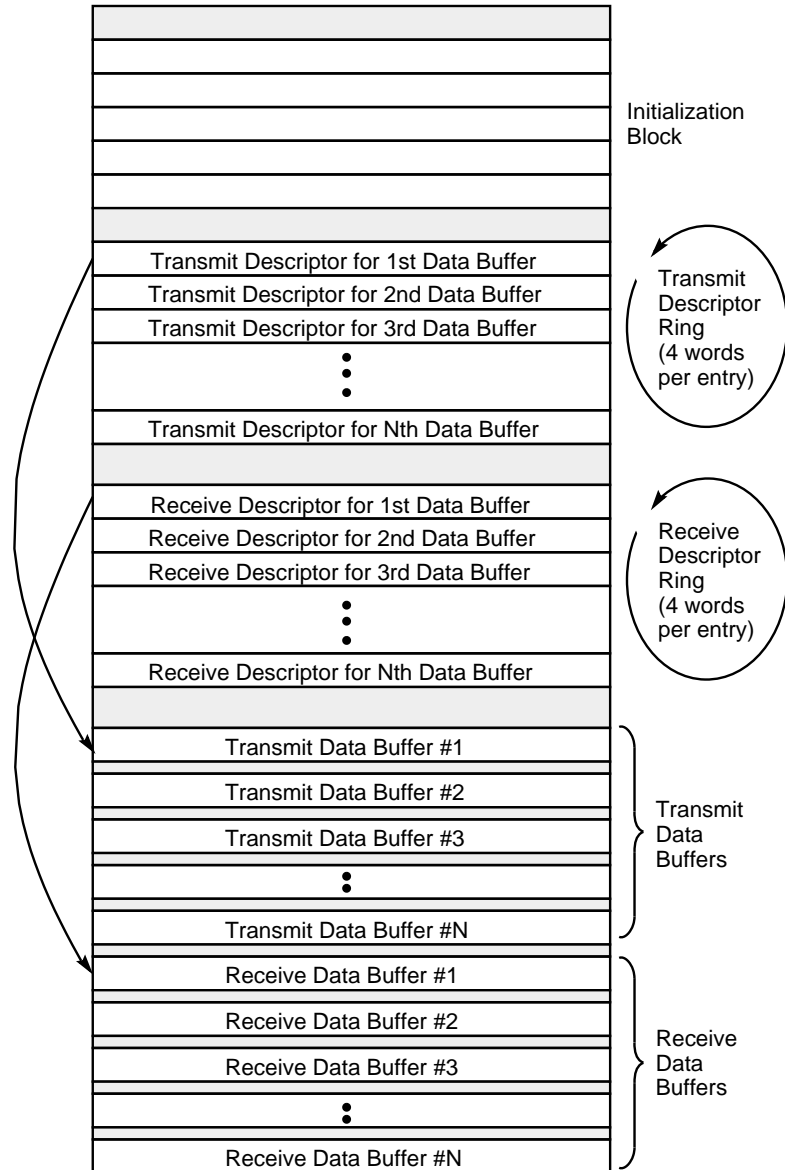 Initialization
Block
Transmit Descriptor for 1st Data Buffer
Transmit Descriptor for 2nd Data Buffer
Transmit Descriptor for 3rd Data Buffer
Transmit Descriptor for Nth Data Buffer
Transmit
Descriptor
Ring
(4 words
per entry)
Receive Descriptor for 1st Data Buffer
Receive Descriptor for 2nd Data Buffer
Receive Descriptor for 3rd Data Buffer
Receive Descriptor for Nth Data Buffer
Receive
Descriptor
Ring
(4 words
per entry)
Transmit Data Buffer #1
Transmit Data Buffer #2
Transmit Data Buffer #3
Transmit Data Buffer #N
Transmit
Data
Buffers
Receive Data Buffer #1
Receive Data Buffer #2
Receive Data Buffer #3
Receive Data Buffer #N
Receive
Data
Buffers